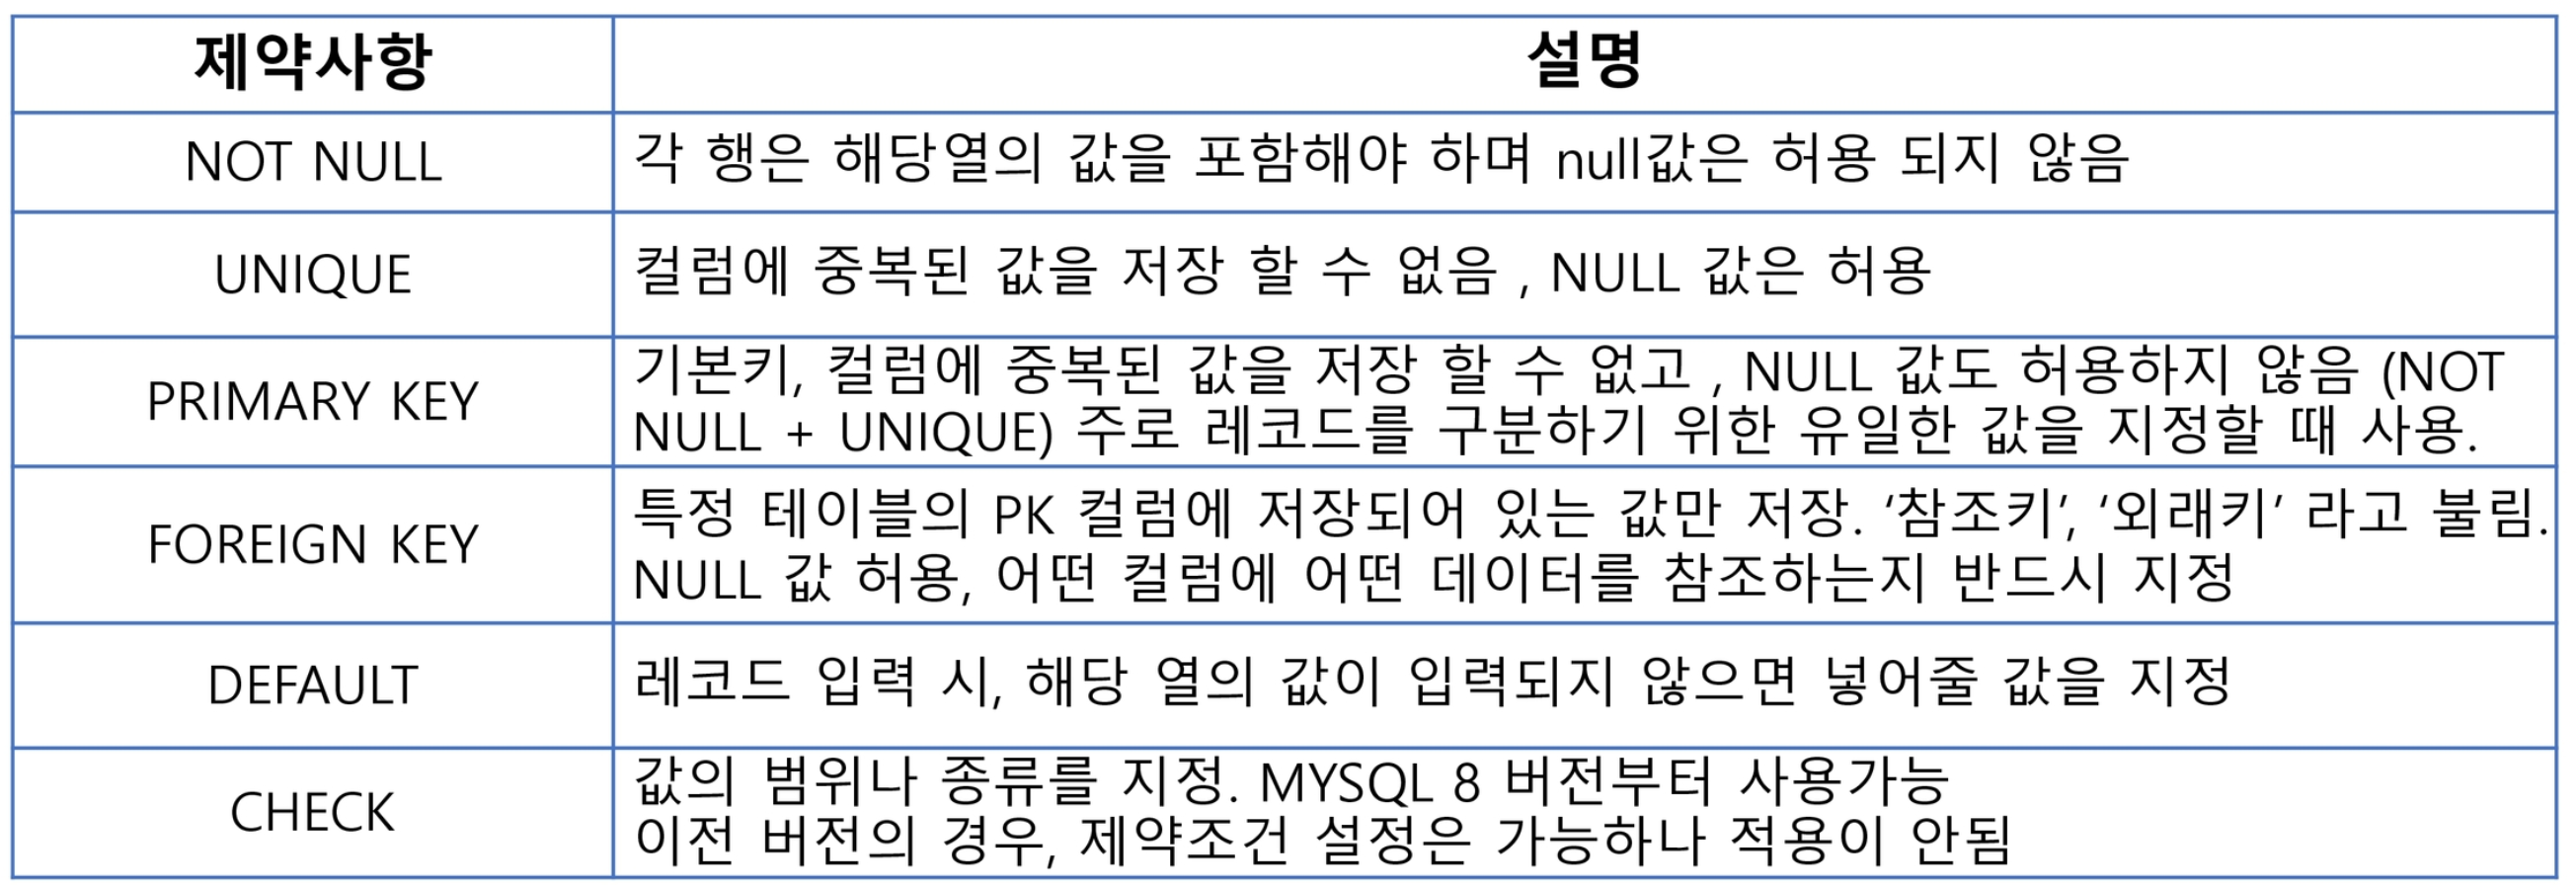 제약사항 설명
NOT NULL 각 행은 해당열의 값을 포함해야 하며 null값은 허용 되지 않음
UNIQUE 컬럼에 중복된 값을 저장 할 수 없음 , NULL 값은 허용
PRIMARY KEY 기본키, 컬럼에 중복된 값을 저장 할 수 없고 , NULL 값도 허용하지 않음 (NOT
NULL + UNIQUE) 주로 레코드를 구분하기 위한 유일한 값을 지정할 때 사용.
FOREIGN KEY 특정 테이블의 PK 컬럼에 저장되어 있는 값만 저장. ‘참조키’, ‘외래키’ 라고 불림.
NULL 값 허용, 어떤 컬럼에 어떤 데이터를 참조하는지 반드시 지정
DEFAULT 레코드 입력 시, 해당 열의 값이 입력되지 않으면 넣어줄 값을 지정
CHECK 값의 범위나 종류를 지정. MYSQL 8 버전부터 사용가능
이전 버전의 경우, 제약조건 설정은 가능하나 적용이 안됨